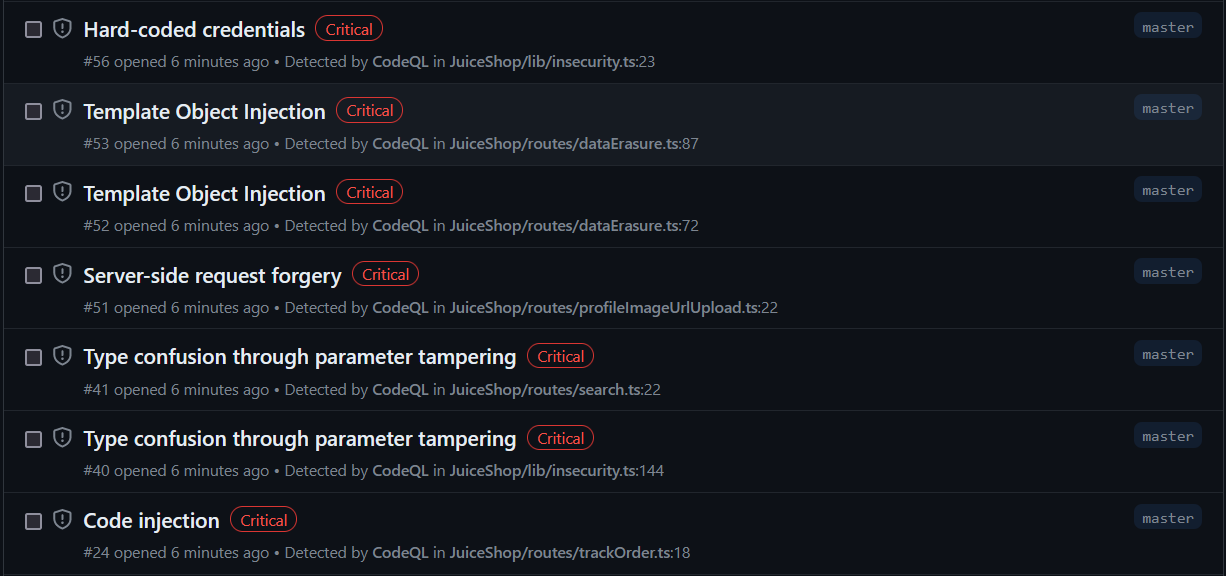 Hard-coded credentials Critical master
#56 opened 6 minutes ago • Detected by CodeQL in JuiceShop/lib/insecurity.ts:23
Template Object Injection Critical master
#53 opened 6 minutes ago • Detected by CodeQL in JuiceShop/routes/dataErasure.ts:87
Template Object Injection Critical master
#52 opened 6 minutes ago • Detected by CodeQL in JuiceShop/routes/dataErasure.ts:72
Server-side request forgery Critical master
#51 opened 6 minutes ago • Detected by CodeQL in JuiceShop/routes/profileImageUrlUpload.ts:22
Type confusion through parameter tampering Critical master
#41 opened 6 minutes ago • Detected by CodeQL in JuiceShop/routes/search.ts:22
Type confusion through parameter tampering Critical master
#40 opened 6 minutes ago • Detected by CodeQL in JuiceShop/lib/insecurity.ts:144
Code injection Critical master
#24 opened 6 minutes ago • Detected by CodeQL in JuiceShop/routes/trackOrder.ts:18